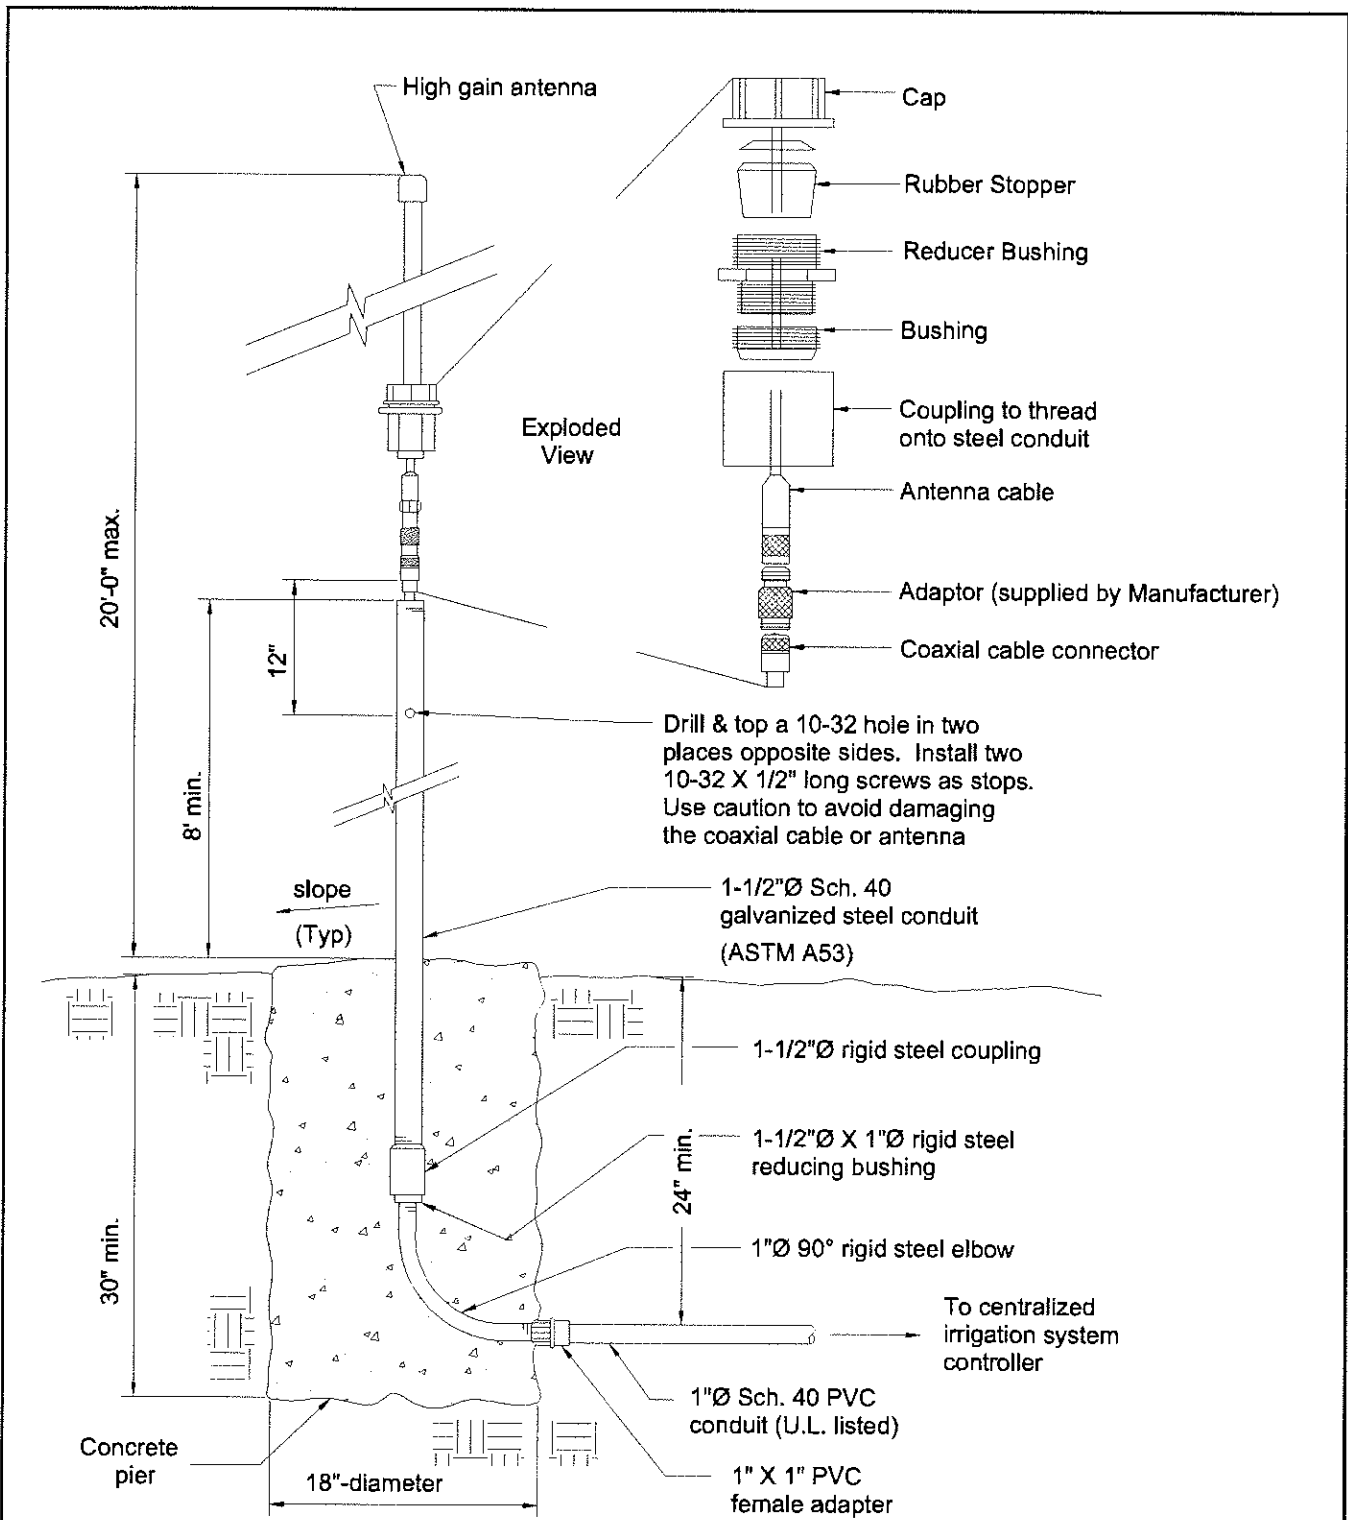 High gain antenna
Cap
Rubber Stopper
Reducer Bushing
Bushing
Coupling to thread
onto steel conduit
Exploded
View
Antenna cable
20'-0" max.
Adaptor (supplied by Manufacturer)
12"
Coaxial cable connector
Drill & top a 10-32 hole in two
places opposite sides. Install two
10-32 X 1/2" long screws as stops.
Use caution to avoid damaging
the coaxial cable or antenna
8' min.
slope
(Typ)
1-1/2"Ø Sch. 40
galvanized steel conduit
(ASTM A53)
1-1/2"Ø rigid steel coupling
1-1/2"Ø X 1"Ø rigid steel
reducing bushing
24" min.
30" min.
1"Ø 90° rigid steel elbow
To centralized
irrigation system
controller
1"Ø Sch. 40 PVC
conduit (U.L. listed)
Concrete
pier
18"-diameter
1" X 1" PVC
female adapter